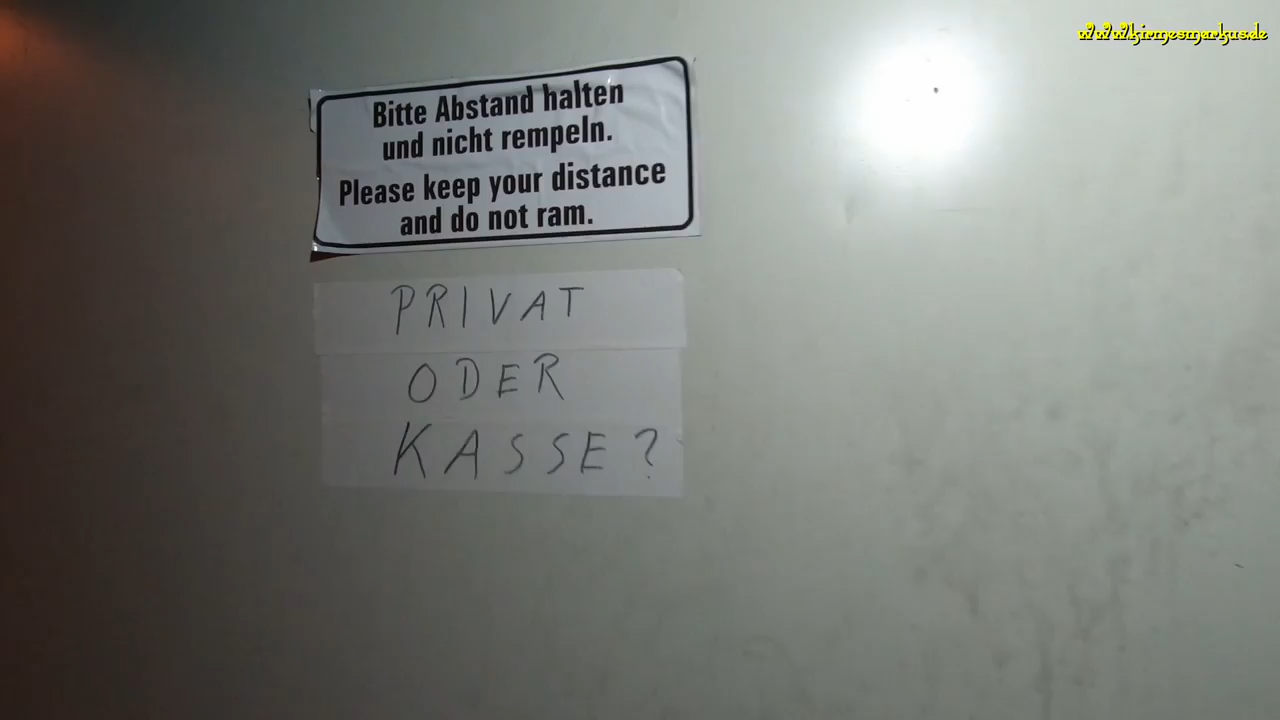 www.kirmesmarkus.de
Bitte Abstand halten
und nicht rempeln.
Please keep your distance
and do not ram.
PRIVAT
ODER
KASSE?